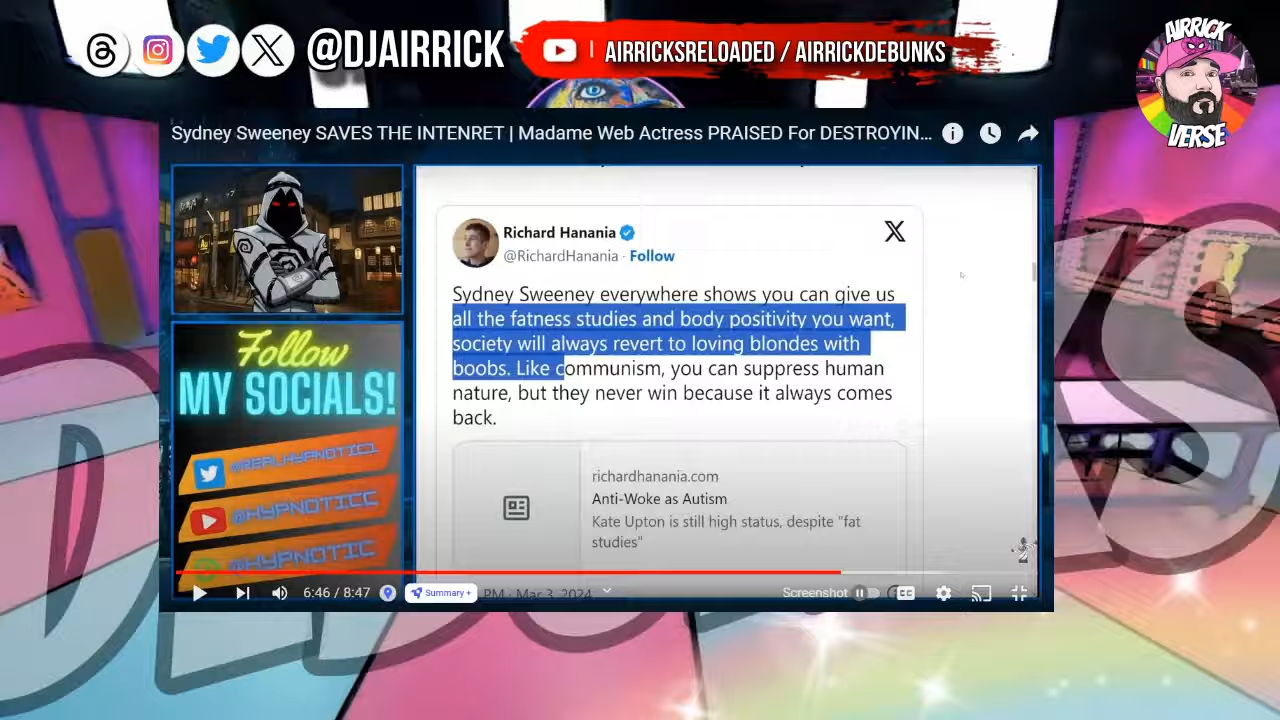 @DJAIRRICK
AIRRICKSRELOADED / AIRRICKDEBUNKS
AIRRICK
VERSE
Sydney Sweeney SAVES THE INTENRET | Madame Web Actress PRAISED For DESTROYIN...
Richard Hanania
@RichardHanania · Follow
Sydney Sweeney everywhere shows you can give us
all the fatness studies and body positivity you want,
society will always revert to loving blondes with
boobs. Like communism, you can suppress human
nature, but they never win because it always comes
back.
richardhanania.com
Anti-Woke as Autism
Kate Upton is still high status, despite "fat
studies"
PM · Mar 3, 2024
Follow
MY SOCIALS!
@REALHYPNOTIC1
@HYPNOTICC
@HYPNOTIC
6:46 / 8:47
Summary +
Screenshot
CC